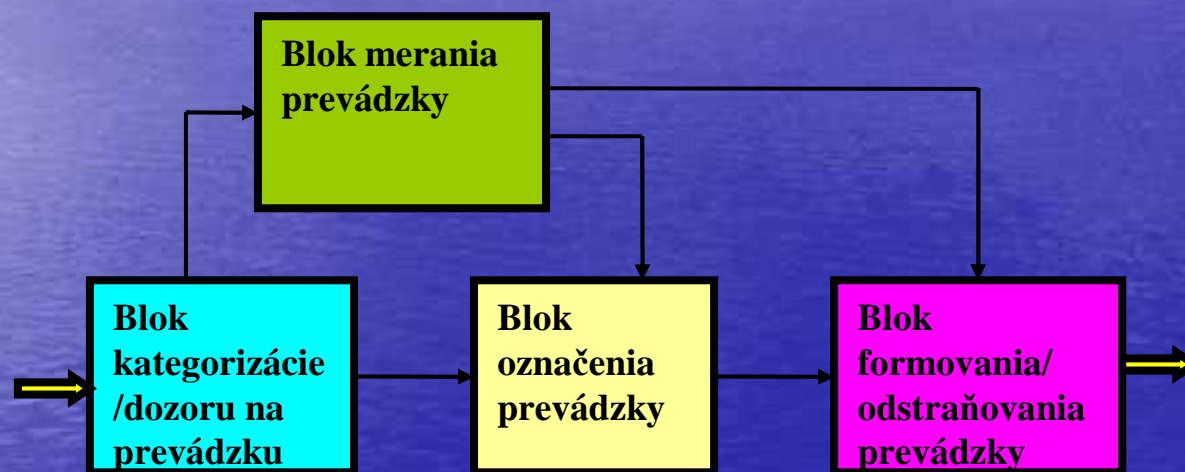 Blok merania
prevádzky
Blok
kategorizácie
/dozoru na
prevádzku
Blok
označenia
prevádzky
Blok
formovania/
odstraňovania
prevádzky